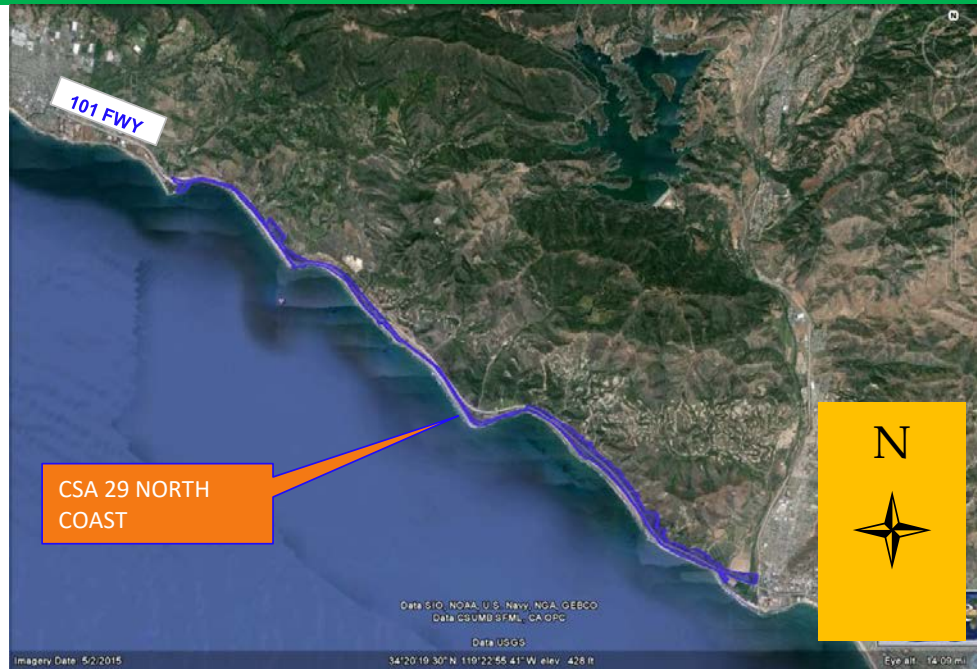 N
101 FWY
CSA 29 NORTH
COAST
N
Data SIO, NOAA, U.S. Navy, NGA, GEBCO
Data CSUMB SFML, CA OPC
Data USGS
Imagery Date: 5/2/2015
34°20'19.30" N 119°22'55.41" W elev 428 ft
Eye alt 14.09 mi